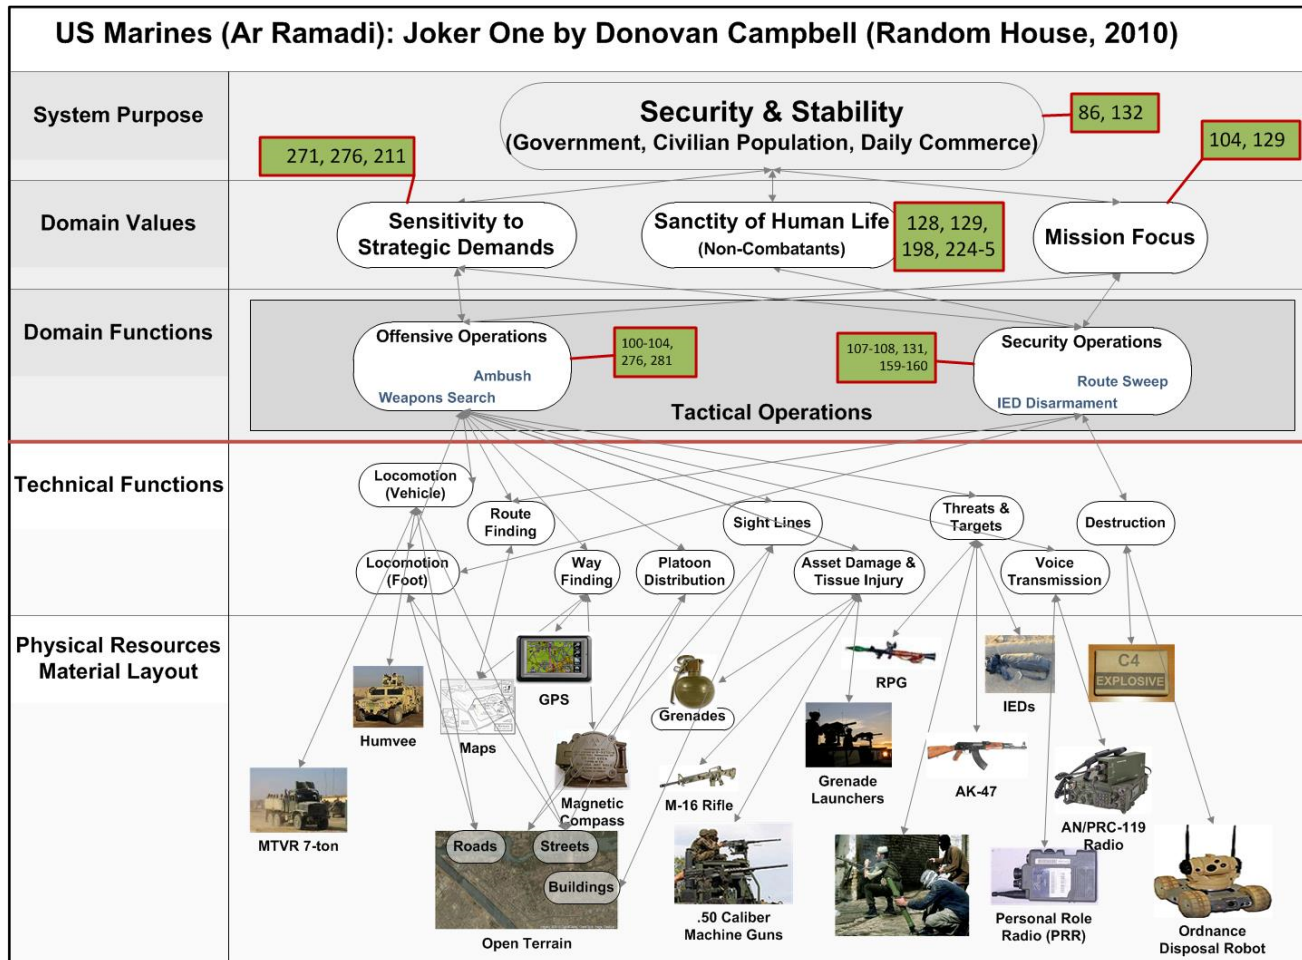 US Marines (Ar Ramadi): Joker One by Donovan Campbell (Random House, 2010)
System Purpose
Security & Stability
(Government, Civilian Population, Daily Commerce)
86, 132
271, 276, 211
104, 129
Domain Values
Sensitivity to
Strategic Demands
Sanctity of Human Life
(Non-Combatants)
128, 129,
198, 224-5
Mission Focus
Domain Functions
Offensive Operations
Ambush
Weapons Search
100-104,
276, 281
107-108, 131,
159-160
Security Operations
Route Sweep
IED Disarmament
Tactical Operations
Technical Functions
Locomotion
(Vehicle)
Route
Finding
Sight Lines
Threats &
Targets
Destruction
Locomotion
(Foot)
Way
Finding
Platoon
Distribution
Asset Damage &
Tissue Injury
Voice
Transmission
Physical Resources
Material Layout
Humvee
Maps
GPS
Grenades
RPG
IEDs
C4
EXPLOSIVE
MTVR 7-ton
Magnetic
Compass
M-16 Rifle
Grenade
Launchers
AK-47
AN/PRC-119
Radio
Roads
Streets
Buildings
Open Terrain
.50 Caliber
Machine Guns
Personal Role
Radio (PRR)
Ordnance
Disposal Robot